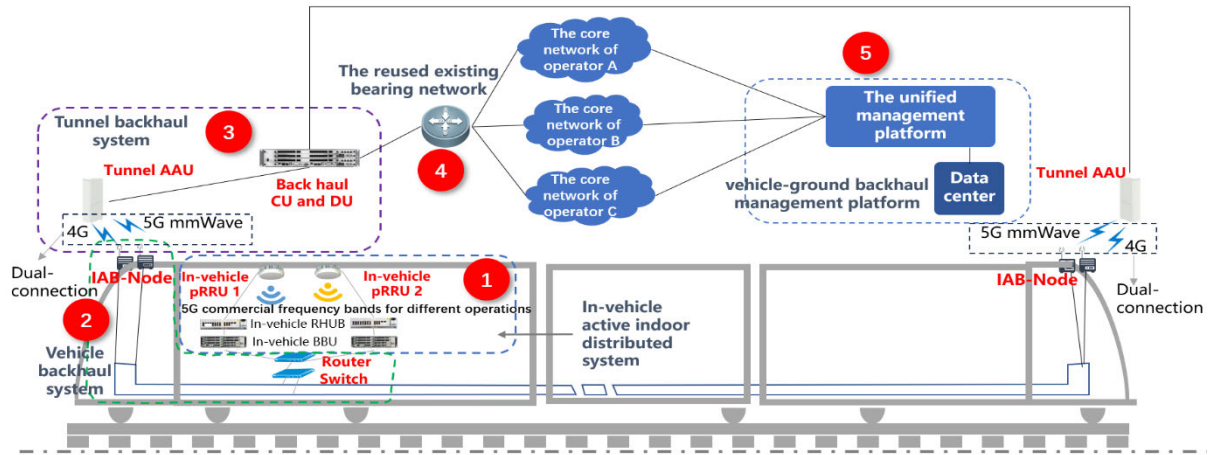 The core
network of
operator A
The reused existing
bearing network
5
Tunnel backhaul
system
3
The core
network of
operator B
The unified
management
platform
4
Tunnel AAU
Back haul
CU and DU
The core
network of
operator C
vehicle-ground backhaul
management platform
Data
center
Tunnel AAU
5G mmWave
4G
5G mmWave
4G
Dual-
connection
IAB-Node
In-vehicle
pRRU 1
In-vehicle
pRRU 2
1
IAB-Node
Dual-
connection
5G commercial frequency bands for different operations
In-vehicle RHUB
In-vehicle BBU
In-vehicle
active indoor
distributed
system
2
Vehicle
backhaul
system
Router
Switch